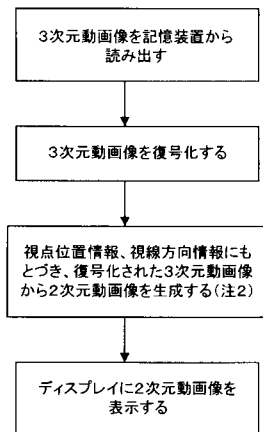 3次元動画像を記憶装置から
読み出す
3次元動画像を復号化する
視点位置情報、視線方向情報にも
とづき、復号化された3次元動画像
から2次元動画像を生成する(注2)
ディスプレイに2次元動画像を
表示する